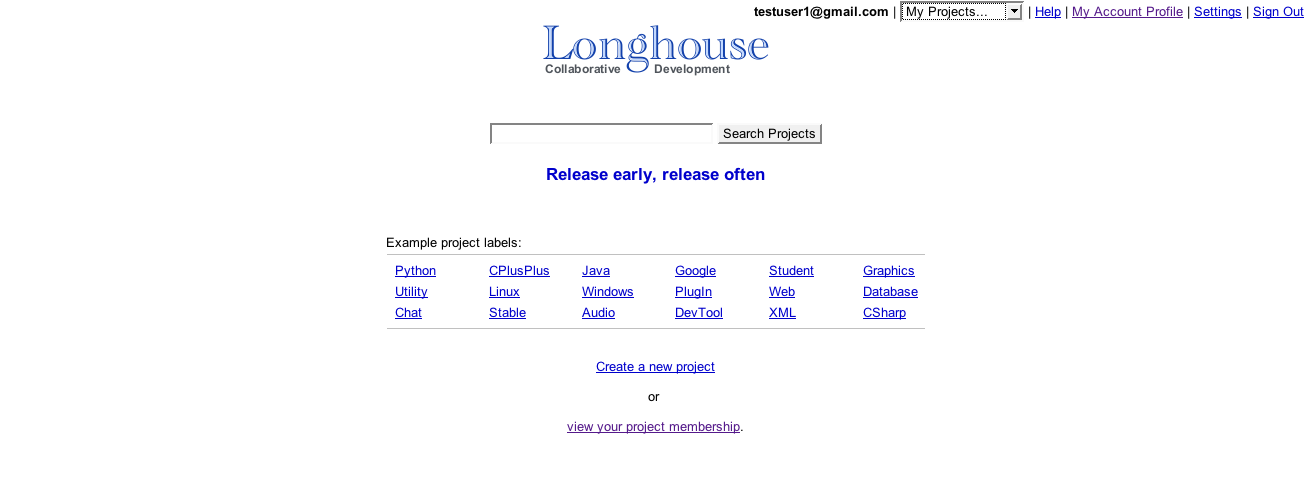 testuser1@gmail.com | My Projects... | Help | My Account Profile | Settings | Sign Out
Longhouse
Collaborative Development
Search Projects
Release early, release often
Example project labels:
Python CPlusPlus Java Google Student Graphics
Utility Linux Windows PlugIn Web Database
Chat Stable Audio DevTool XML CSharp
Create a new project
or
view your project membership.